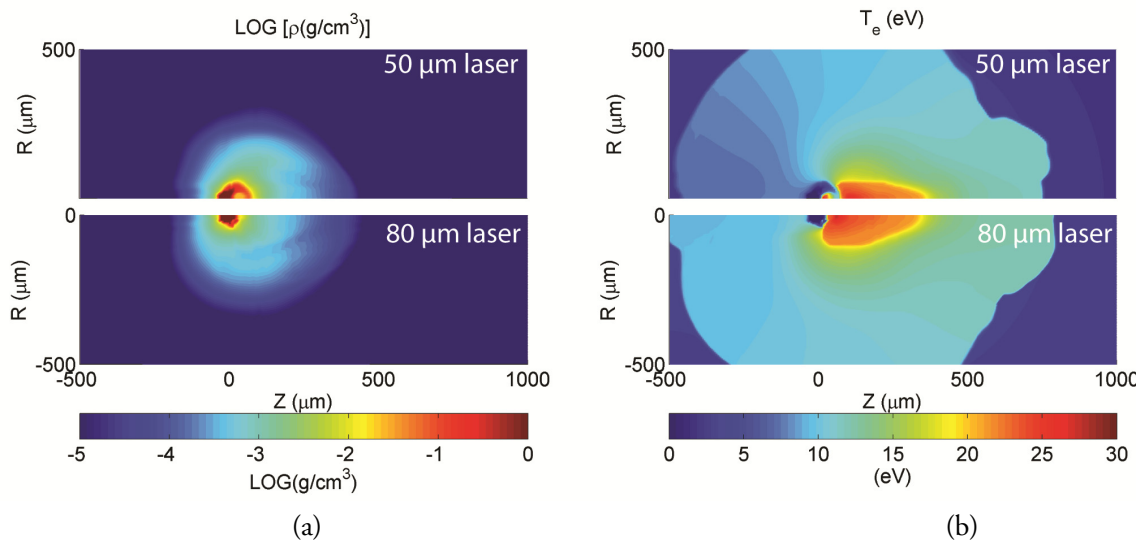 (a)
LOG [ρ(g/cm³)]
500
50 μm laser
R (μm)
0
80 μm laser
R (μm)
-500
-500 0 500 1000
Z (μm)
-5 -4 -3 -2 -1 0
LOG(g/cm³)
(a)
(b)
T_e (eV)
500
50 μm laser
R (μm)
0
80 μm laser
R (μm)
-500
-500 0 500 1000
Z (μm)
0 5 10 15 20 25 30
(eV)
(b)